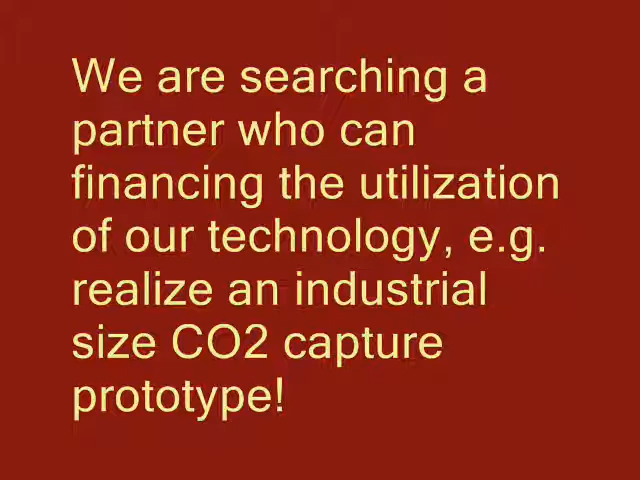 We are searching a
partner who can
financing the utilization
of our technology, e.g.
realize an industrial
size CO2 capture
prototype!